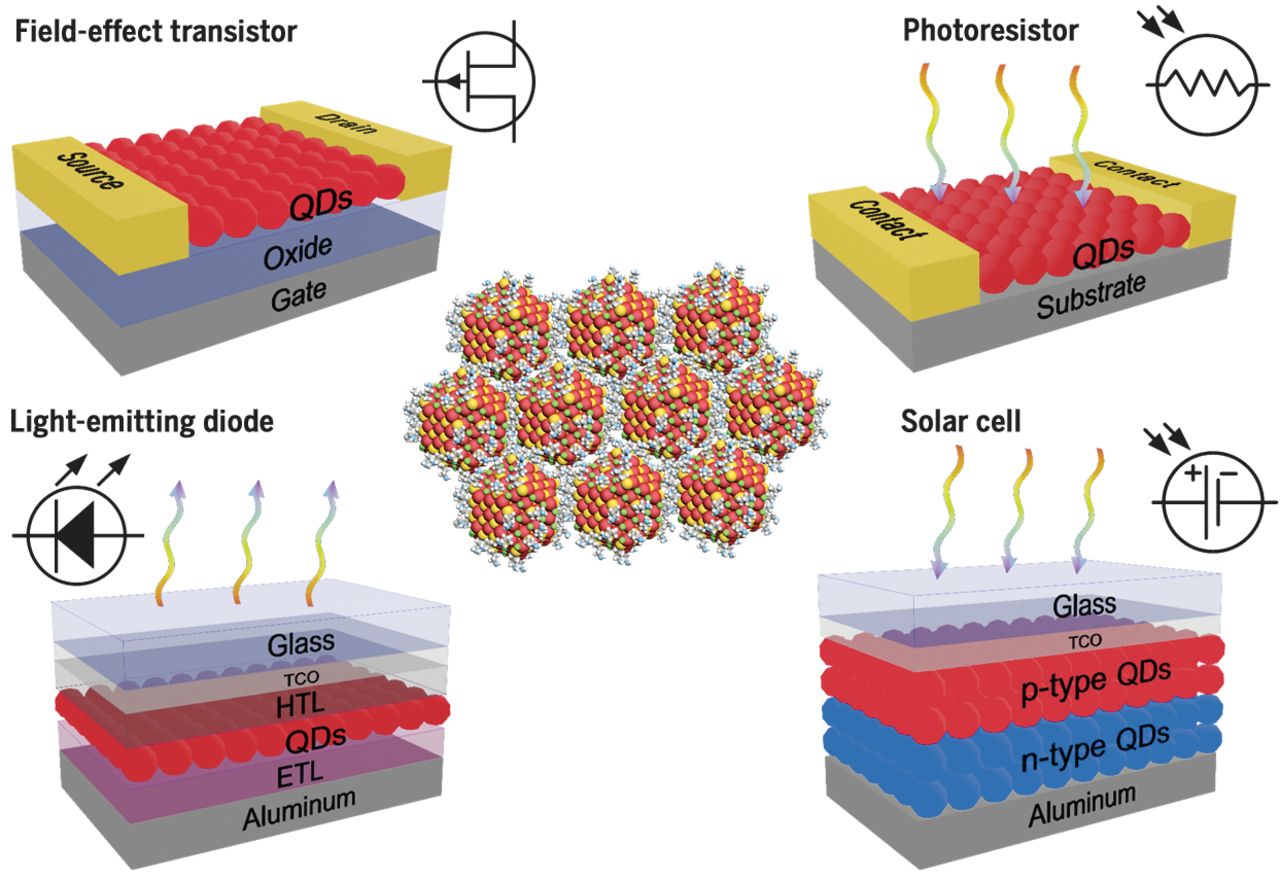 Field-effect transistor
Source
Drain
QDs
Oxide
Gate
Photoresistor
Contact
Contact
QDs
Substrate
Light-emitting diode
Glass
TCO
HTL
QDs
ETL
Aluminum
Solar cell
+ −
Glass
TCO
p-type QDs
n-type QDs
Aluminum